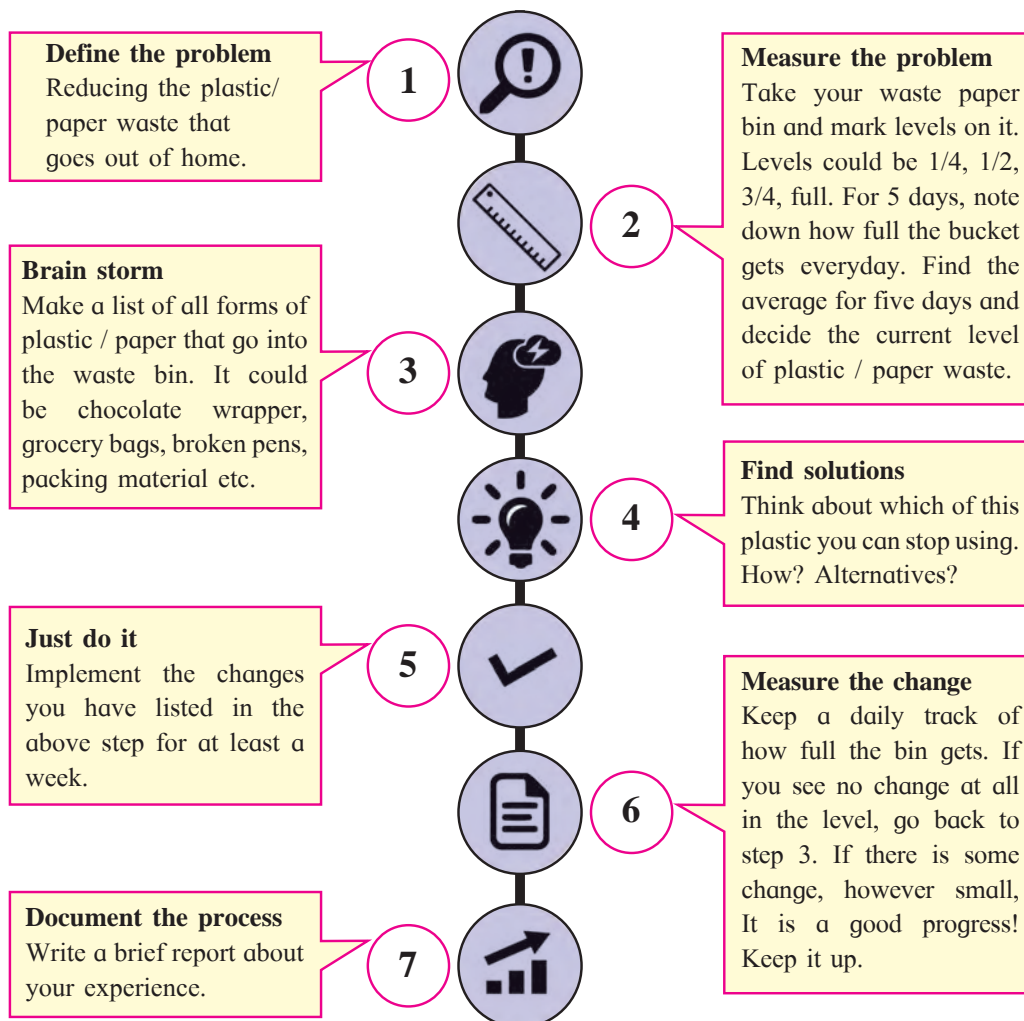 Define the problem
Reducing the plastic/
paper waste that
goes out of home.
1
Measure the problem
Take your waste paper
bin and mark levels on it.
Levels could be 1/4, 1/2,
3/4, full. For 5 days, note
down how full the bucket
gets everyday. Find the
average for five days and
decide the current level
of plastic / paper waste.
2
Brain storm
Make a list of all forms of
plastic / paper that go into
the waste bin. It could
be chocolate wrapper,
grocery bags, broken pens,
packing material etc.
3
Find solutions
Think about which of this
plastic you can stop using.
How? Alternatives?
4
Just do it
Implement the changes
you have listed in the
above step for at least a
week.
5
Measure the change
Keep a daily track of
how full the bin gets. If
you see no change at all
in the level, go back to
step 3. If there is some
change, however small,
It is a good progress!
Keep it up.
6
Document the process
Write a brief report about
your experience.
7